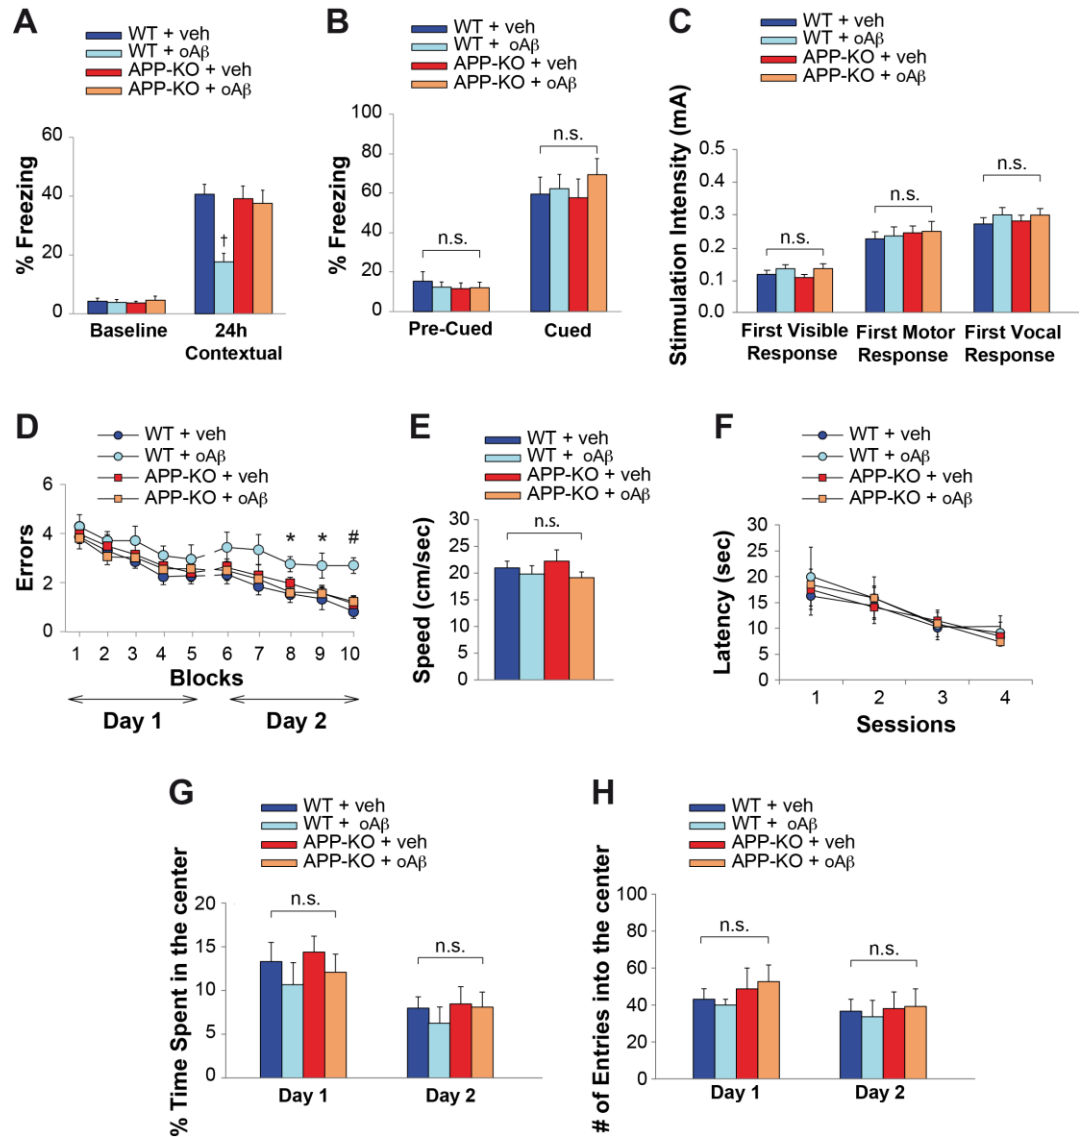 A
WT + veh
WT + oAβ
APP-KO + veh
APP-KO + oAβ
% Freezing
60
40
20
0
†
Baseline
24h
Contextual
B
WT + veh
WT + oAβ
APP-KO + veh
APP-KO + oAβ
% Freezing
100
80
60
40
20
0
n.s.
n.s.
Pre-Cued
Cued
C
WT + veh
WT + oAβ
APP-KO + veh
APP-KO + oAβ
Stimulation Intensity (mA)
0.5
0.4
0.3
0.2
0.1
0.0
n.s.
n.s.
n.s.
First Visible
Response
First Motor
Response
First Vocal
Response
D
WT + veh
WT + oAβ
APP-KO + veh
APP-KO + oAβ
Errors
6
4
2
0
* * #
1 2 3 4 5 6 7 8 9 10
Blocks
Day 1
Day 2
E
WT + veh
WT + oAβ
APP-KO + veh
APP-KO + oAβ
Speed (cm/sec)
30
25
20
15
10
5
0
n.s.
F
WT + veh
WT + oAβ
APP-KO + veh
APP-KO + oAβ
Latency (sec)
30
25
20
15
10
5
0
1 2 3 4
Sessions
G
WT + veh
WT + oAβ
APP-KO + veh
APP-KO + oAβ
% Time Spent in the center
20
15
10
5
0
n.s.
n.s.
Day 1
Day 2
H
WT + veh
WT + oAβ
APP-KO + veh
APP-KO + oAβ
# of Entries into the center
100
80
60
40
20
0
n.s.
n.s.
Day 1
Day 2